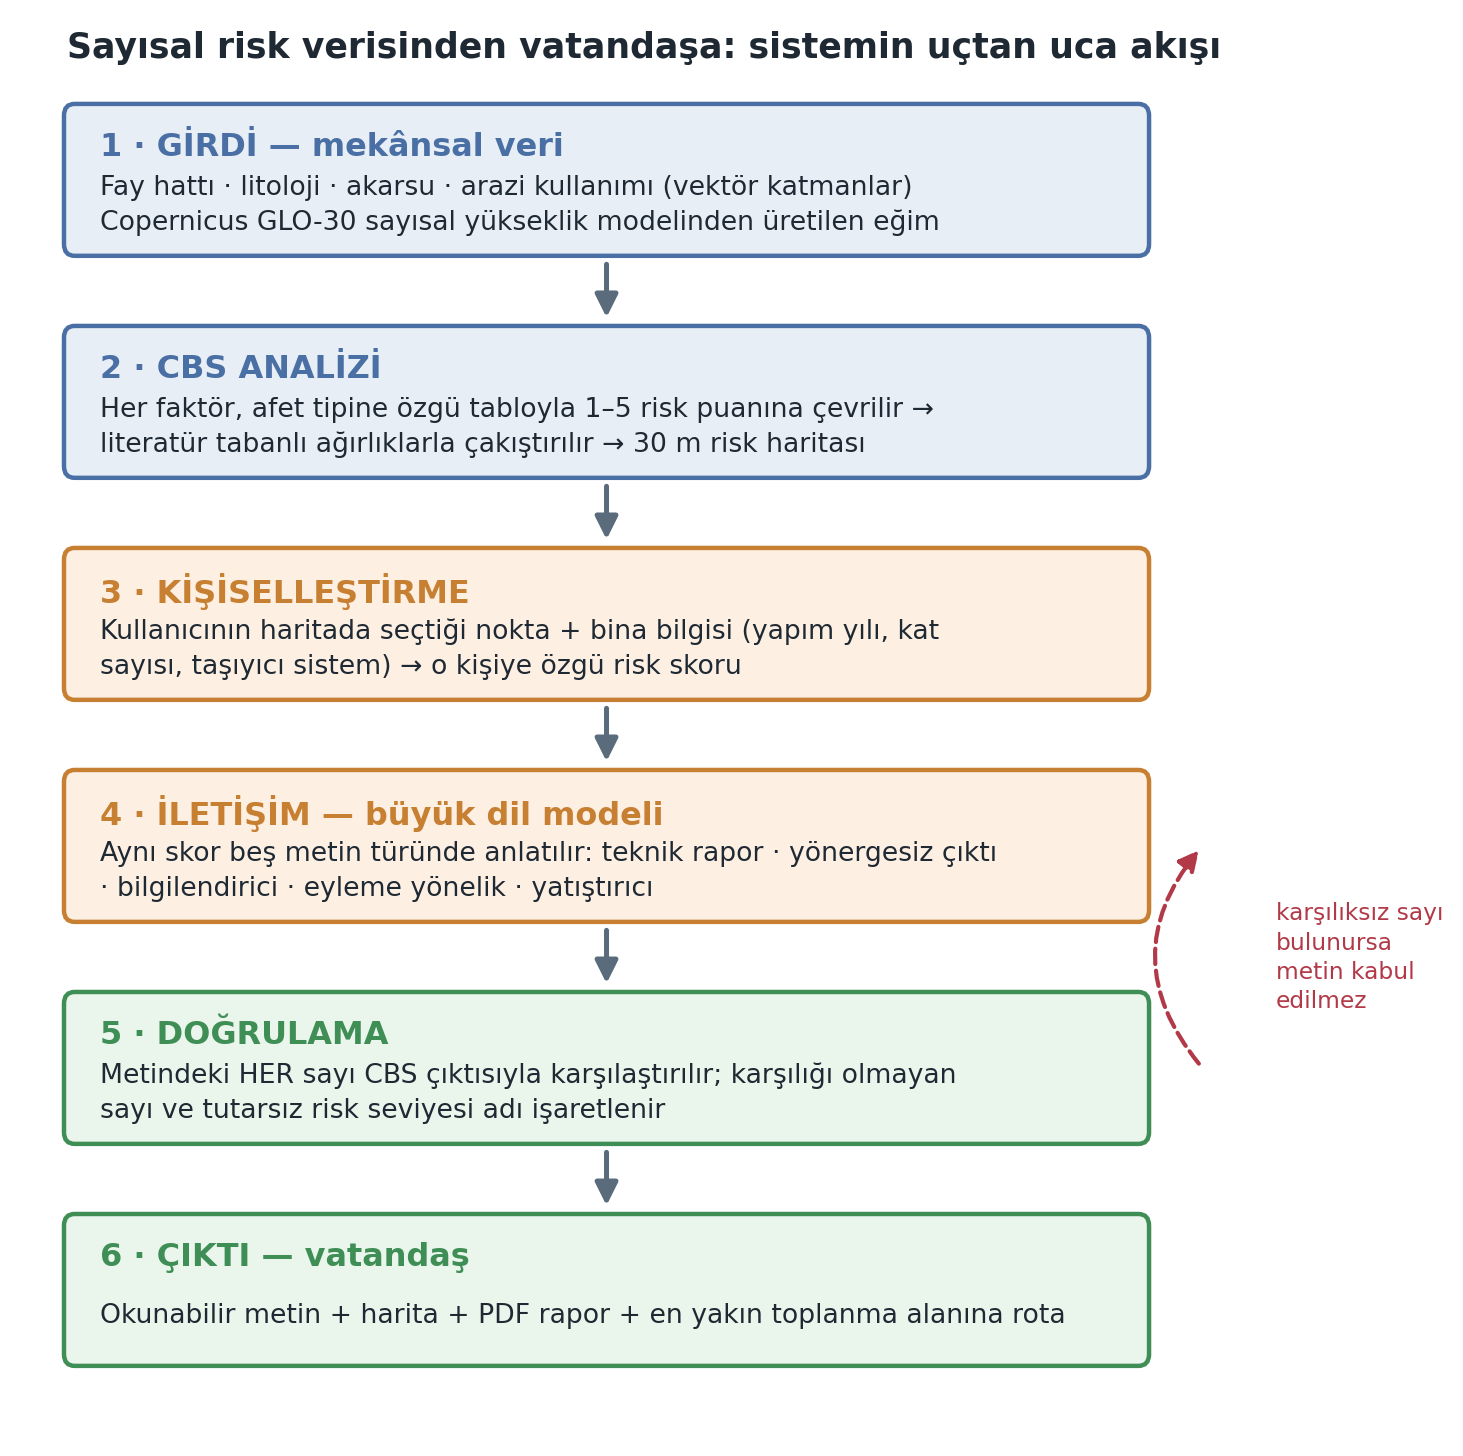 Sayısal risk verisinden vatandaşa: sistemin uçtan uca akışı
1 · GİRDİ — mekânsal veri
Fay hattı · litoloji · akarsu · arazi kullanımı (vektör katmanlar)
Copernicus GLO-30 sayısal yükseklik modelinden üretilen eğim
2 · CBS ANALİZİ
Her faktör, afet tipine özgü tabloyla 1–5 risk puanına çevrilir →
literatür tabanlı ağırlıklarla çakıştırılır → 30 m risk haritası
3 · KİŞİSELLEŞTİRME
Kullanıcının haritada seçtiği nokta + bina bilgisi (yapım yılı, kat
sayısı, taşıyıcı sistem) → o kişiye özgü risk skoru
4 · İLETİŞİM — büyük dil modeli
Aynı skor beş metin türünde anlatılır: teknik rapor · yönergesiz çıktı
· bilgilendirici · eyleme yönelik · yatıştırıcı
karşılıksız sayı
bulunursa
metin kabul
edilmez
5 · DOĞRULAMA
Metindeki HER sayı CBS çıktısıyla karşılaştırılır; karşılığı olmayan
sayı ve tutarsız risk seviyesi adı işaretlenir
6 · ÇIKTI — vatandaş
Okunabilir metin + harita + PDF rapor + en yakın toplanma alanına rota